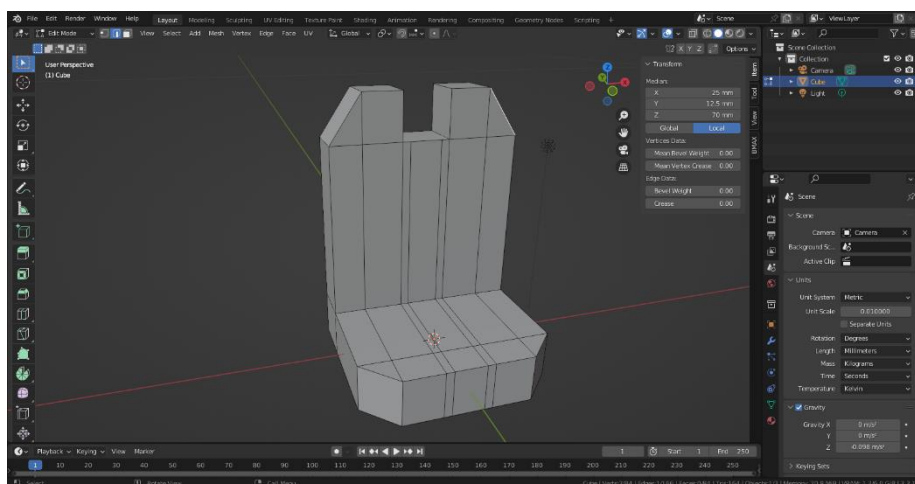 File Edit Render Window Help Layout Modeling Sculpting UV Editing Texture Paint Shading Animation Rendering Compositing Geometry Nodes Scripting + Scene ViewLayer
Edit Mode View Select Add Mesh Vertex Edge Face UV Global
X Y Z Options
User Perspective
(1) Cube
Transform
Median:
X 25 mm
Y 12.5 mm
Z 70 mm
Global Local
Vertices Data:
Mean Bevel Weight 0.00
Mean Vertex Crease 0.00
Edge Data:
Bevel Weight 0.00
Crease 0.00
Item
Tool
View
BMAX
Z
Y
X
Scene Collection
Collection
Camera
Cube
Light
Scene
Scene
Camera Camera
Background Sc...
Active Clip
Units
Unit System Metric
Unit Scale 0.010000
Separate Units
Rotation Degrees
Length Millimeters
Mass Kilograms
Time Seconds
Temperature Kelvin
Gravity
Gravity X 0 m/s²
Y 0 m/s²
Z -0.098 m/s²
Keying Sets
Playback Keying View Marker 1 Start 1 End 250
1 10 20 30 40 50 60 70 80 90 100 110 120 130 140 150 160 170 180 190 200 210 220 230 240 250
Select Rotate View Call Menu